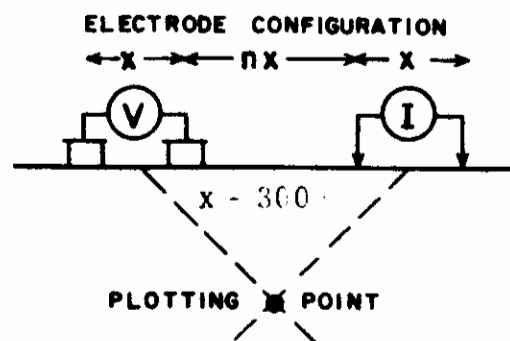 ELECTRODE CONFIGURATION
x nx x
V I
x - 300
PLOTTING POINT